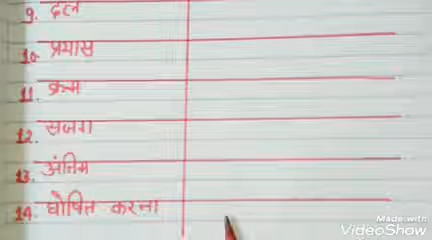 9. दल
10. प्रयास
11. क्रम
12. सजग
13. अंतिम
14. घोषित करना
Made with
VideoShow